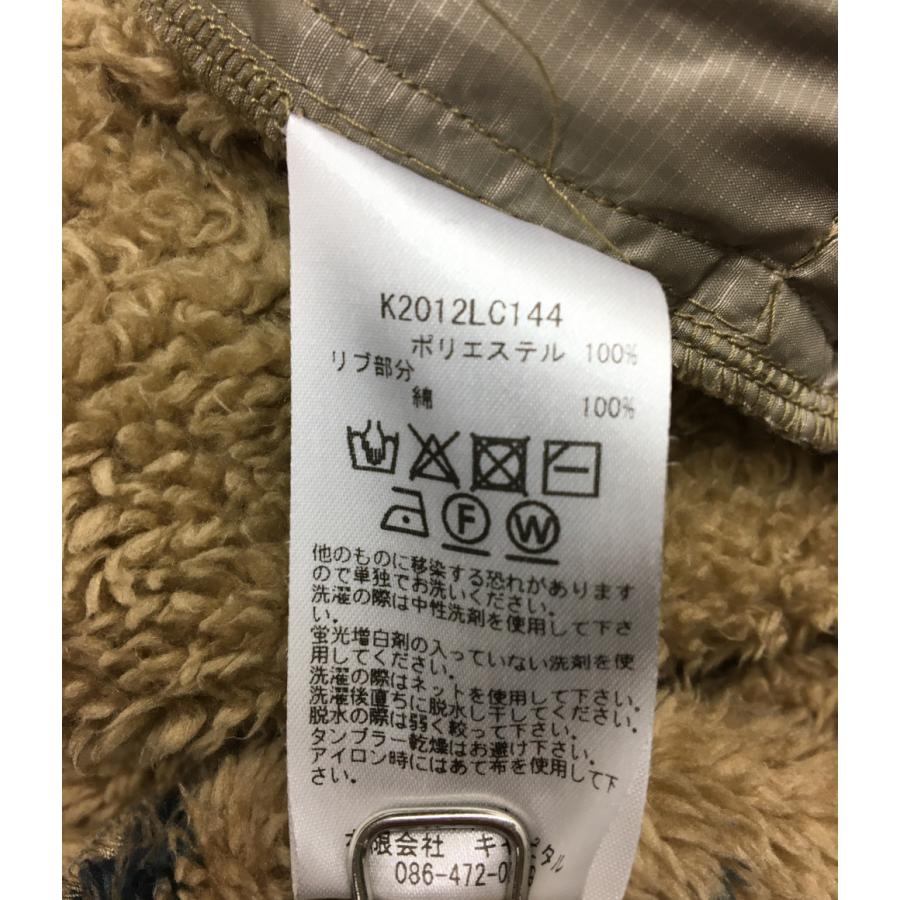 K2012LC144
ポリエステル 100%
リブ部分
綿 100%
F W
他のものに移染する恐れがあります
ので単独でお洗いください。
洗濯の際は中性洗剤を使用して下さ
い。
蛍光増白剤の入っていない洗剤を使
用してください。
洗濯の際はネットを使用して下さい。
洗濯後直ちに脱水し干してください。
脱水の際は弱く絞って下さい。
タンブラー乾燥はお避け下さい。
アイロン時にはあて布を使用して下
さい。
限会社
086-472-0